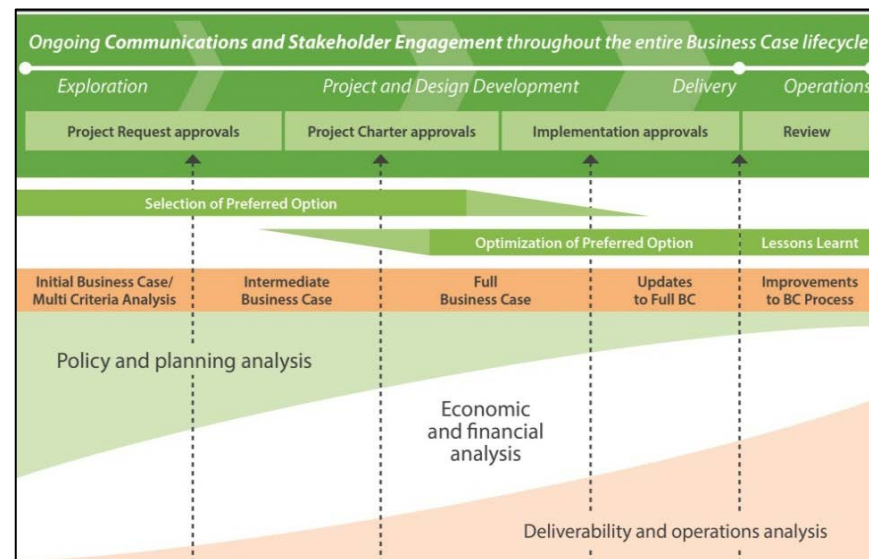 Ongoing Communications and Stakeholder Engagement throughout the entire Business Case lifecycle
Exploration
Project and Design Development
Delivery
Operations
Project Request approvals
Project Charter approvals
Implementation approvals
Review
Selection of Preferred Option
Optimization of Preferred Option
Lessons Learnt
Initial Business Case/
Multi Criteria Analysis
Intermediate
Business Case
Full
Business Case
Updates
to Full BC
Improvements
to BC Process
Policy and planning analysis
Economic
and financial
analysis
Deliverability and operations analysis